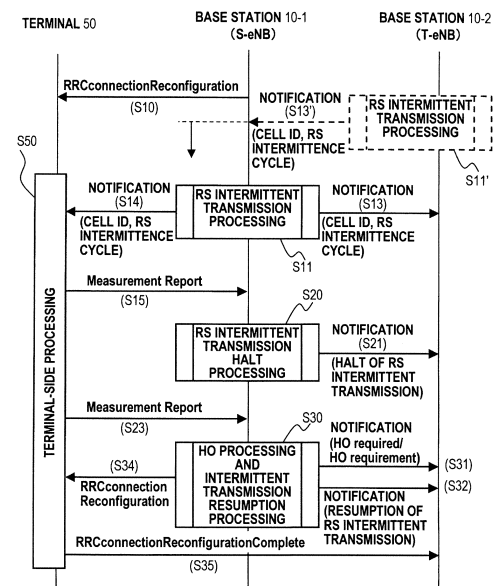 TERMINAL 50
BASE STATION 10-1
(S-eNB)
BASE STATION 10-2
(T-eNB)
RRCconnectionReconfiguration
(S10)
NOTIFICATION
(S13')
(CELL ID, RS
INTERMITTENCE
CYCLE)
RS INTERMITTENT
TRANSMISSION
PROCESSING
S11'
S50
NOTIFICATION
(S14)
(CELL ID, RS
INTERMITTENCE
CYCLE)
RS INTERMITTENT
TRANSMISSION
PROCESSING
S11
NOTIFICATION
(S13)
(CELL ID, RS
INTERMITTENCE
CYCLE)
Measurement Report
(S15)
S20
RS INTERMITTENT
TRANSMISSION
HALT
PROCESSING
NOTIFICATION
(S21)
(HALT OF RS
INTERMITTENT
TRANSMISSION)
TERMINAL-SIDE PROCESSING
Measurement Report
(S23)
S30
HO PROCESSING
AND
INTERMITTENT
TRANSMISSION
RESUMPTION
PROCESSING
NOTIFICATION
(HO required/
HO requirement)
(S31)
(S32)
NOTIFICATION
(RESUMPTION OF
RS INTERMITTENT
TRANSMISSION)
(S34)
RRCconnection
Reconfiguration
RRCconnectionReconfigurationComplete
(S35)